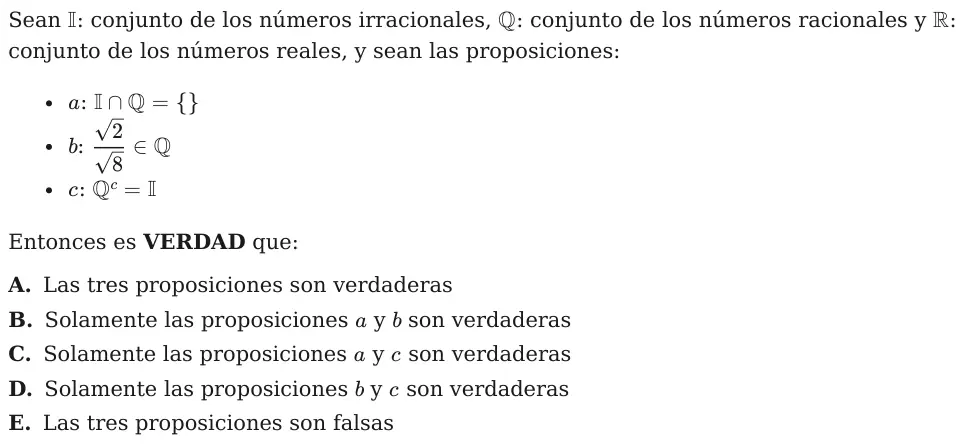 Sean 𝕀: conjunto de los números irracionales, ℚ: conjunto de los números racionales y ℝ:
conjunto de los números reales, y sean las proposiciones:
• a: 𝕀 ∩ ℚ = {}
• b: √2/√8 ∈ ℚ
• c: ℚᶜ = 𝕀
Entonces es VERDAD que:
A. Las tres proposiciones son verdaderas
B. Solamente las proposiciones a y b son verdaderas
C. Solamente las proposiciones a y c son verdaderas
D. Solamente las proposiciones b y c son verdaderas
E. Las tres proposiciones son falsas